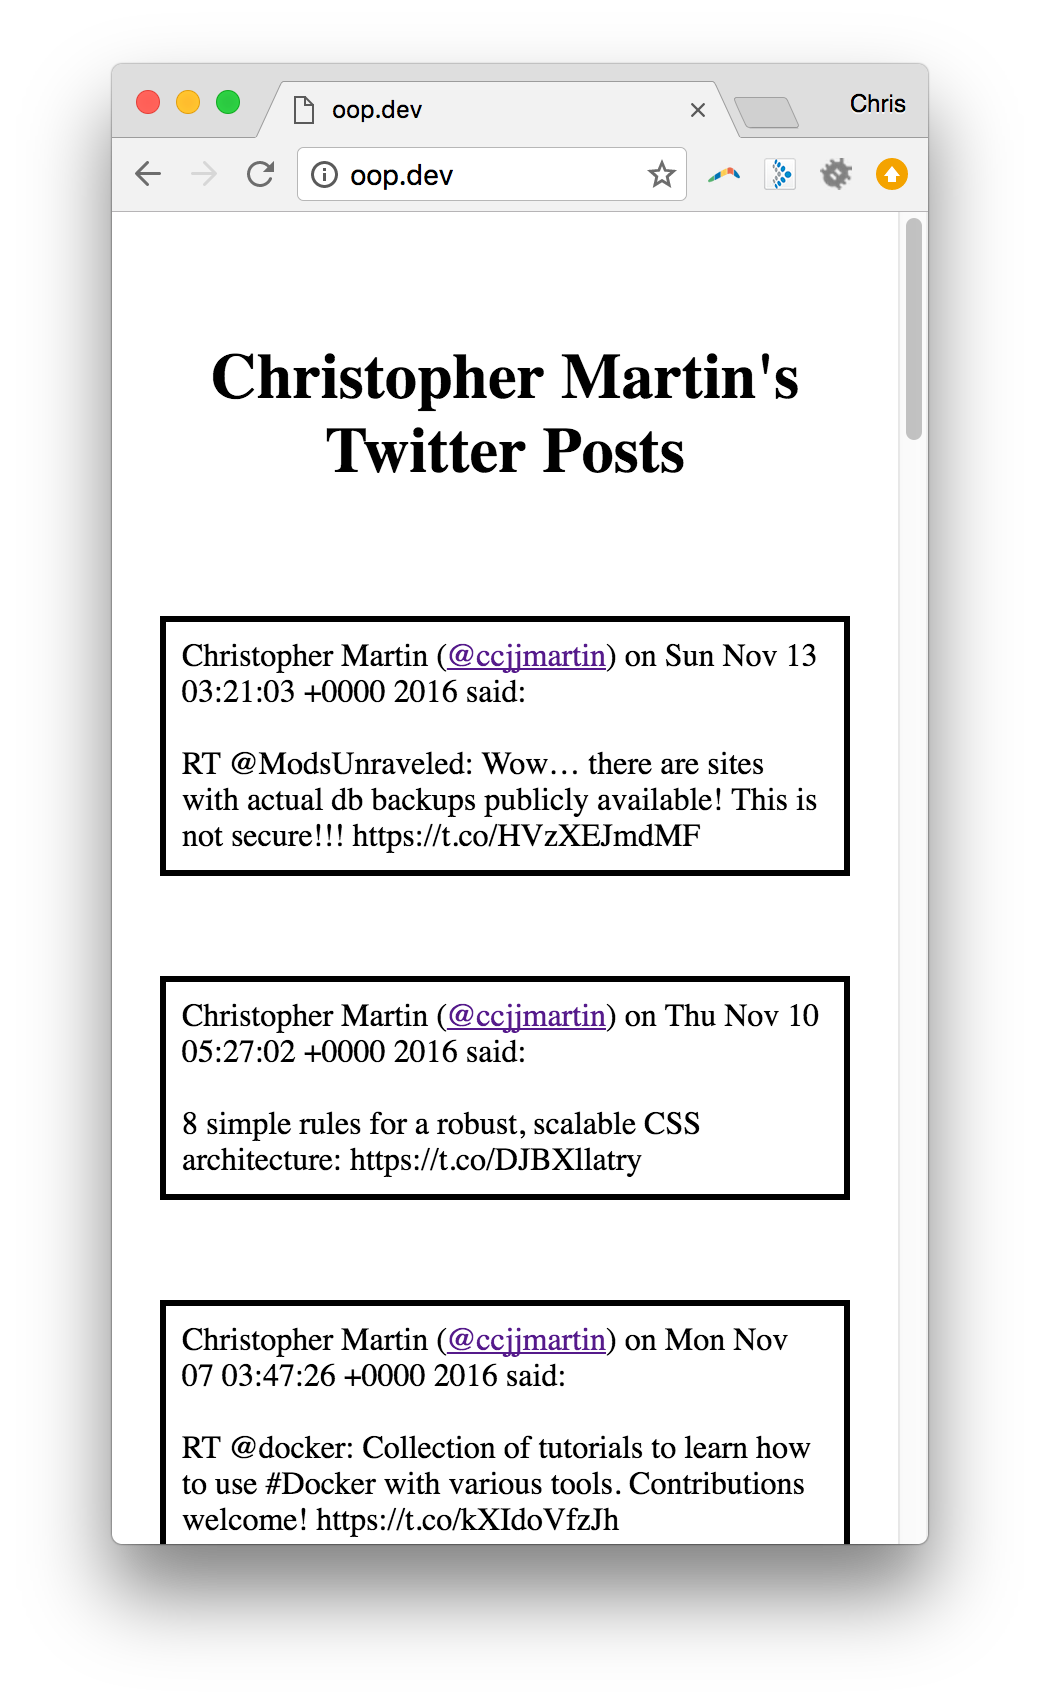 oop.dev
Chris
oop.dev
Christopher Martin's
Twitter Posts
Christopher Martin (@ccjjmartin) on Sun Nov 13
03:21:03 +0000 2016 said:
RT @ModsUnraveled: Wow… there are sites
with actual db backups publicly available! This is
not secure!!! https://t.co/HVzXEJmdMF
Christopher Martin (@ccjjmartin) on Thu Nov 10
05:27:02 +0000 2016 said:
8 simple rules for a robust, scalable CSS
architecture: https://t.co/DJBXllatry
Christopher Martin (@ccjjmartin) on Mon Nov
07 03:47:26 +0000 2016 said:
RT @docker: Collection of tutorials to learn how
to use #Docker with various tools. Contributions
welcome! https://t.co/kXIdoVfzJh